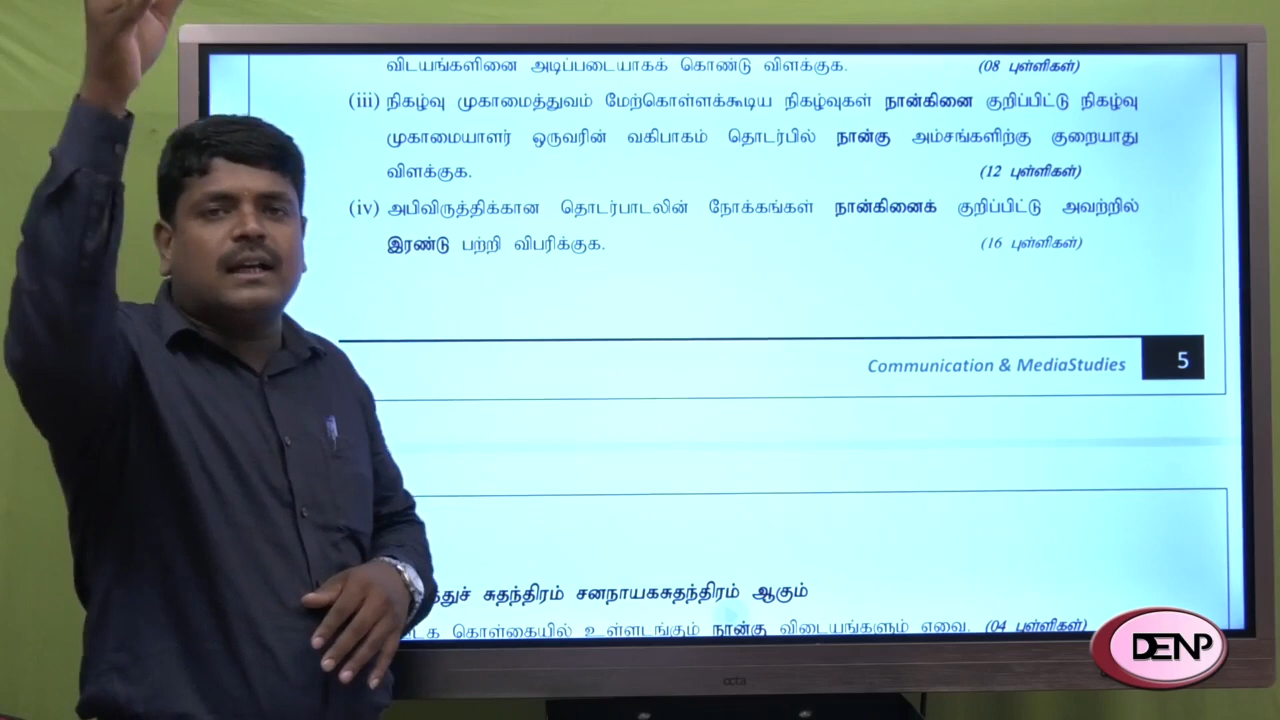 விடயங்களினை அடிப்படையாகக் கொண்டு விளக்குக. (08 புள்ளிகள்)
(iii) நிகழ்வு முகாமைத்துவம் மேற்கொள்ளக்கூடிய நிகழ்வுகள் நான்கினை குறிப்பிட்டு நிகழ்வு
முகாமையாளர் ஒருவரின் வகிபாகம் தொடர்பில் நான்கு அம்சங்களிற்கு குறையாது
விளக்குக. (12 புள்ளிகள்)
(iv) அபிவிருத்திக்கான தொடர்பாடலின் நோக்கங்கள் நான்கினைக் குறிப்பிட்டு அவற்றில்
இரண்டு பற்றி விபரிக்குக. (16 புள்ளிகள்)
Communication & MediaStudies 5
சுதந்திரம் சனநாயகசுதந்திரம் ஆகும்
கொள்கையில் உள்ளடங்கும் நான்கு விடையங்களும் எவை. (04 புள்ளிகள்)
DENP